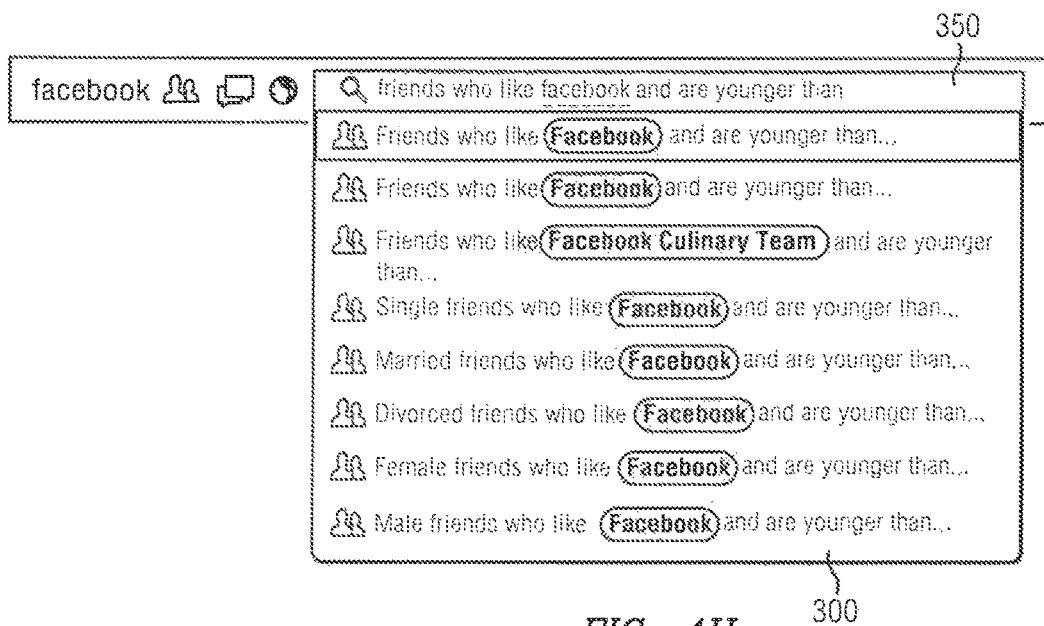 350
facebook friends who like facebook and are younger than
Friends who like Facebook and are younger than...
Friends who like Facebook and are younger than...
Friends who like Facebook Culinary Team and are younger
than...
Single friends who like Facebook and are younger than...
Married friends who like Facebook and are younger than...
Divorced friends who like Facebook and are younger than...
Female friends who like Facebook and are younger than...
Male friends who like Facebook and are younger than...
300